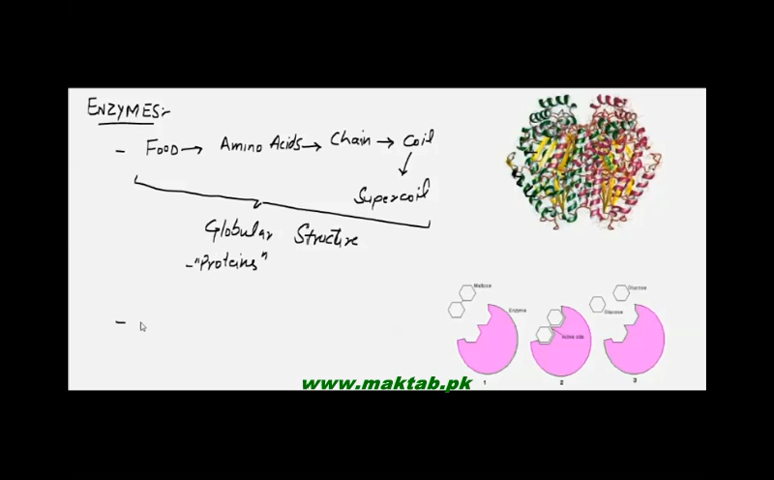 ENZYMES:-
- FOOD → Amino Acids → Chain → Coil
↓
Supercoil
Globular Structure
- "Proteins"
-
Maltose
Enzyme
Active site
Glucose
Glucose
1 2 3
www.maktab.pk